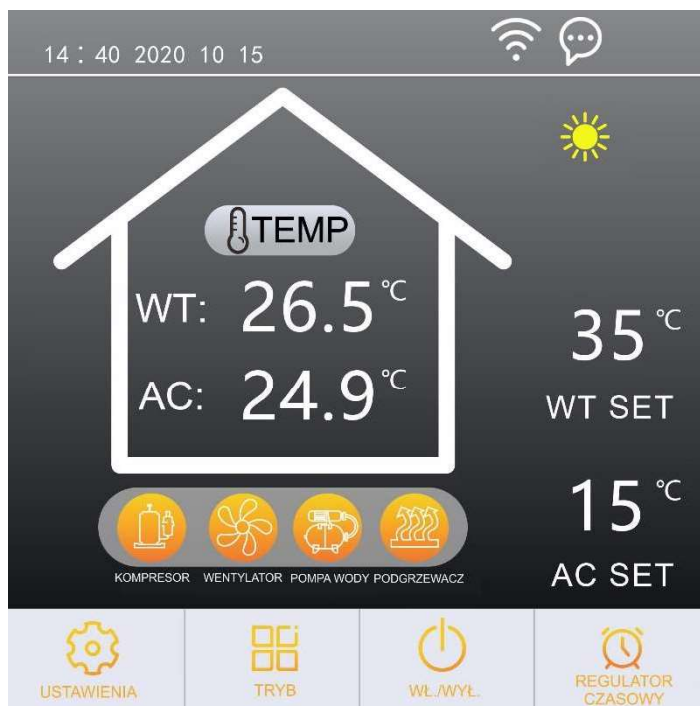 14：40 2020 10 15
TEMP
WT: 26.5℃
AC: 24.9℃
35℃
WT SET
15℃
AC SET
KOMPRESOR WENTYLATOR POMPA WODY PODGRZEWACZ
USTAWIENIA
TRYB
WŁ./WYŁ.
REGULATOR
CZASOWY